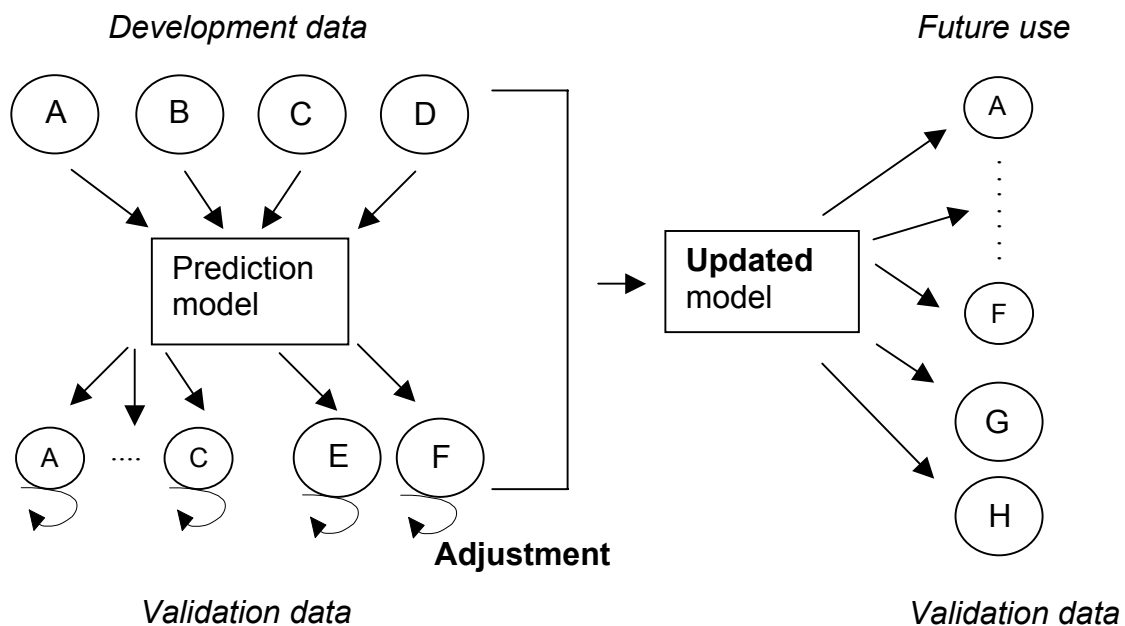 Development data
Future use
A
B
C
D
A
Prediction
model
Updated
model
F
A
....
C
E
F
G
H
Adjustment
Validation data
Validation data